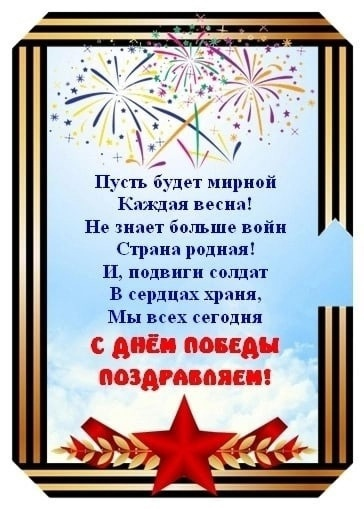 Пусть будет мирной
Каждая весна!
Не знает больше войн
Страна родная!
И, подвиги солдат
В сердцах храня,
Мы всех сегодня
С ДНЁМ ПОБЕДЫ
ПОЗДРАВЛЯЕМ!